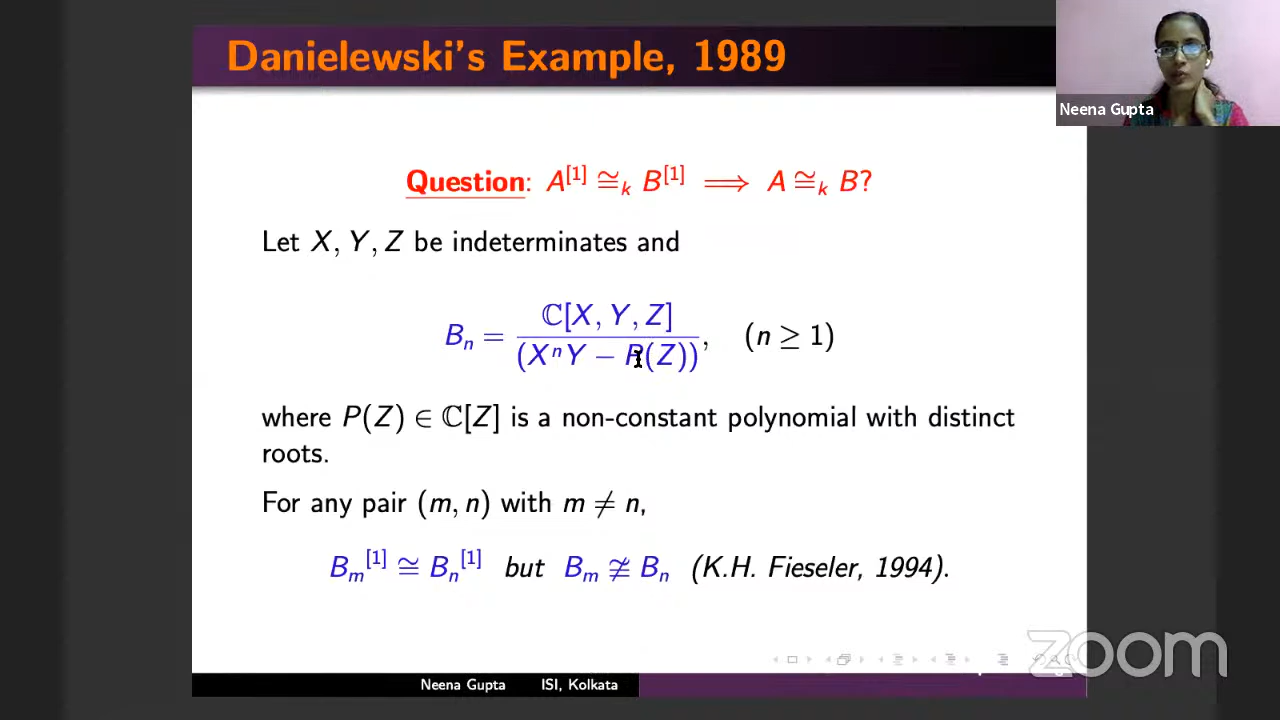 Danielewski's Example, 1989
Neena Gupta
Question: A^[1] ≅_k B^[1] ⟹ A ≅_k B?
Let X, Y, Z be indeterminates and
B_n = ℂ[X, Y, Z] / (X^n Y − P(Z)), (n ≥ 1)
where P(Z) ∈ ℂ[Z] is a non-constant polynomial with distinct
roots.
For any pair (m, n) with m ≠ n,
B_m^[1] ≅ B_n^[1] but B_m ≇ B_n (K.H. Fieseler, 1994).
zoom
Neena Gupta ISI, Kolkata